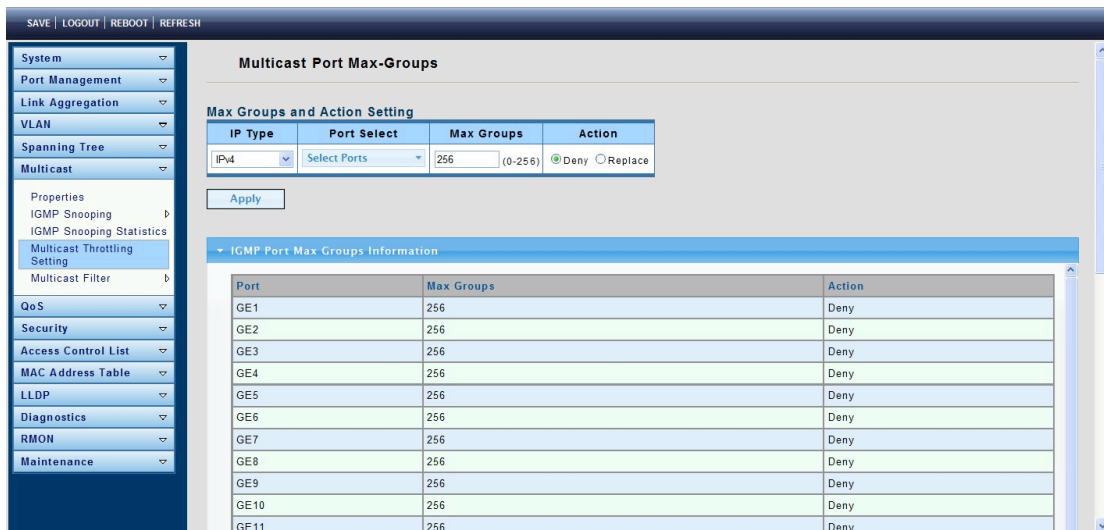 SAVE | LOGOUT | REBOOT | REFRESH
System
Port Management
Link Aggregation
VLAN
Spanning Tree
Multicast
Properties
IGMP Snooping
IGMP Snooping Statistics
Multicast Throttling
Setting
Multicast Filter
QoS
Security
Access Control List
MAC Address Table
LLDP
Diagnostics
RMON
Maintenance
Multicast Port Max-Groups
Max Groups and Action Setting
IP Type Port Select Max Groups Action
IPv4 Select Ports 256 (0-256) Deny Replace
Apply
IGMP Port Max Groups Information
Port Max Groups Action
GE1 256 Deny
GE2 256 Deny
GE3 256 Deny
GE4 256 Deny
GE5 256 Deny
GE6 256 Deny
GE7 256 Deny
GE8 256 Deny
GE9 256 Deny
GE10 256 Deny
GE11 256 Deny